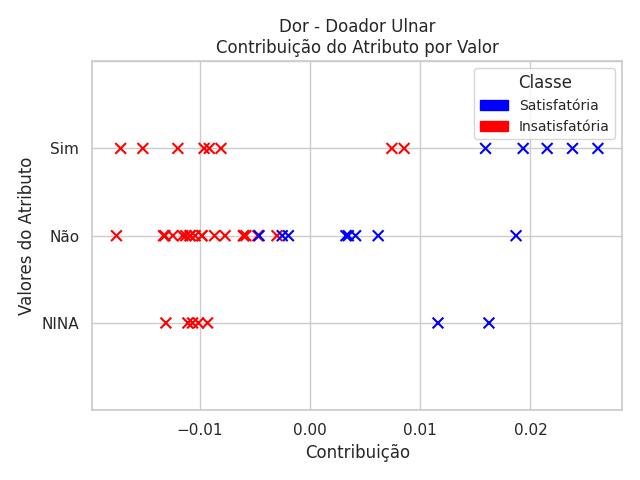 Dor - Doador Ulnar
Contribuição do Atributo por Valor
Classe
Satisfatória
Insatisfatória
Valores do Atributo
Sim
Não
NINA
−0.01
0.00
0.01
0.02
Contribuição